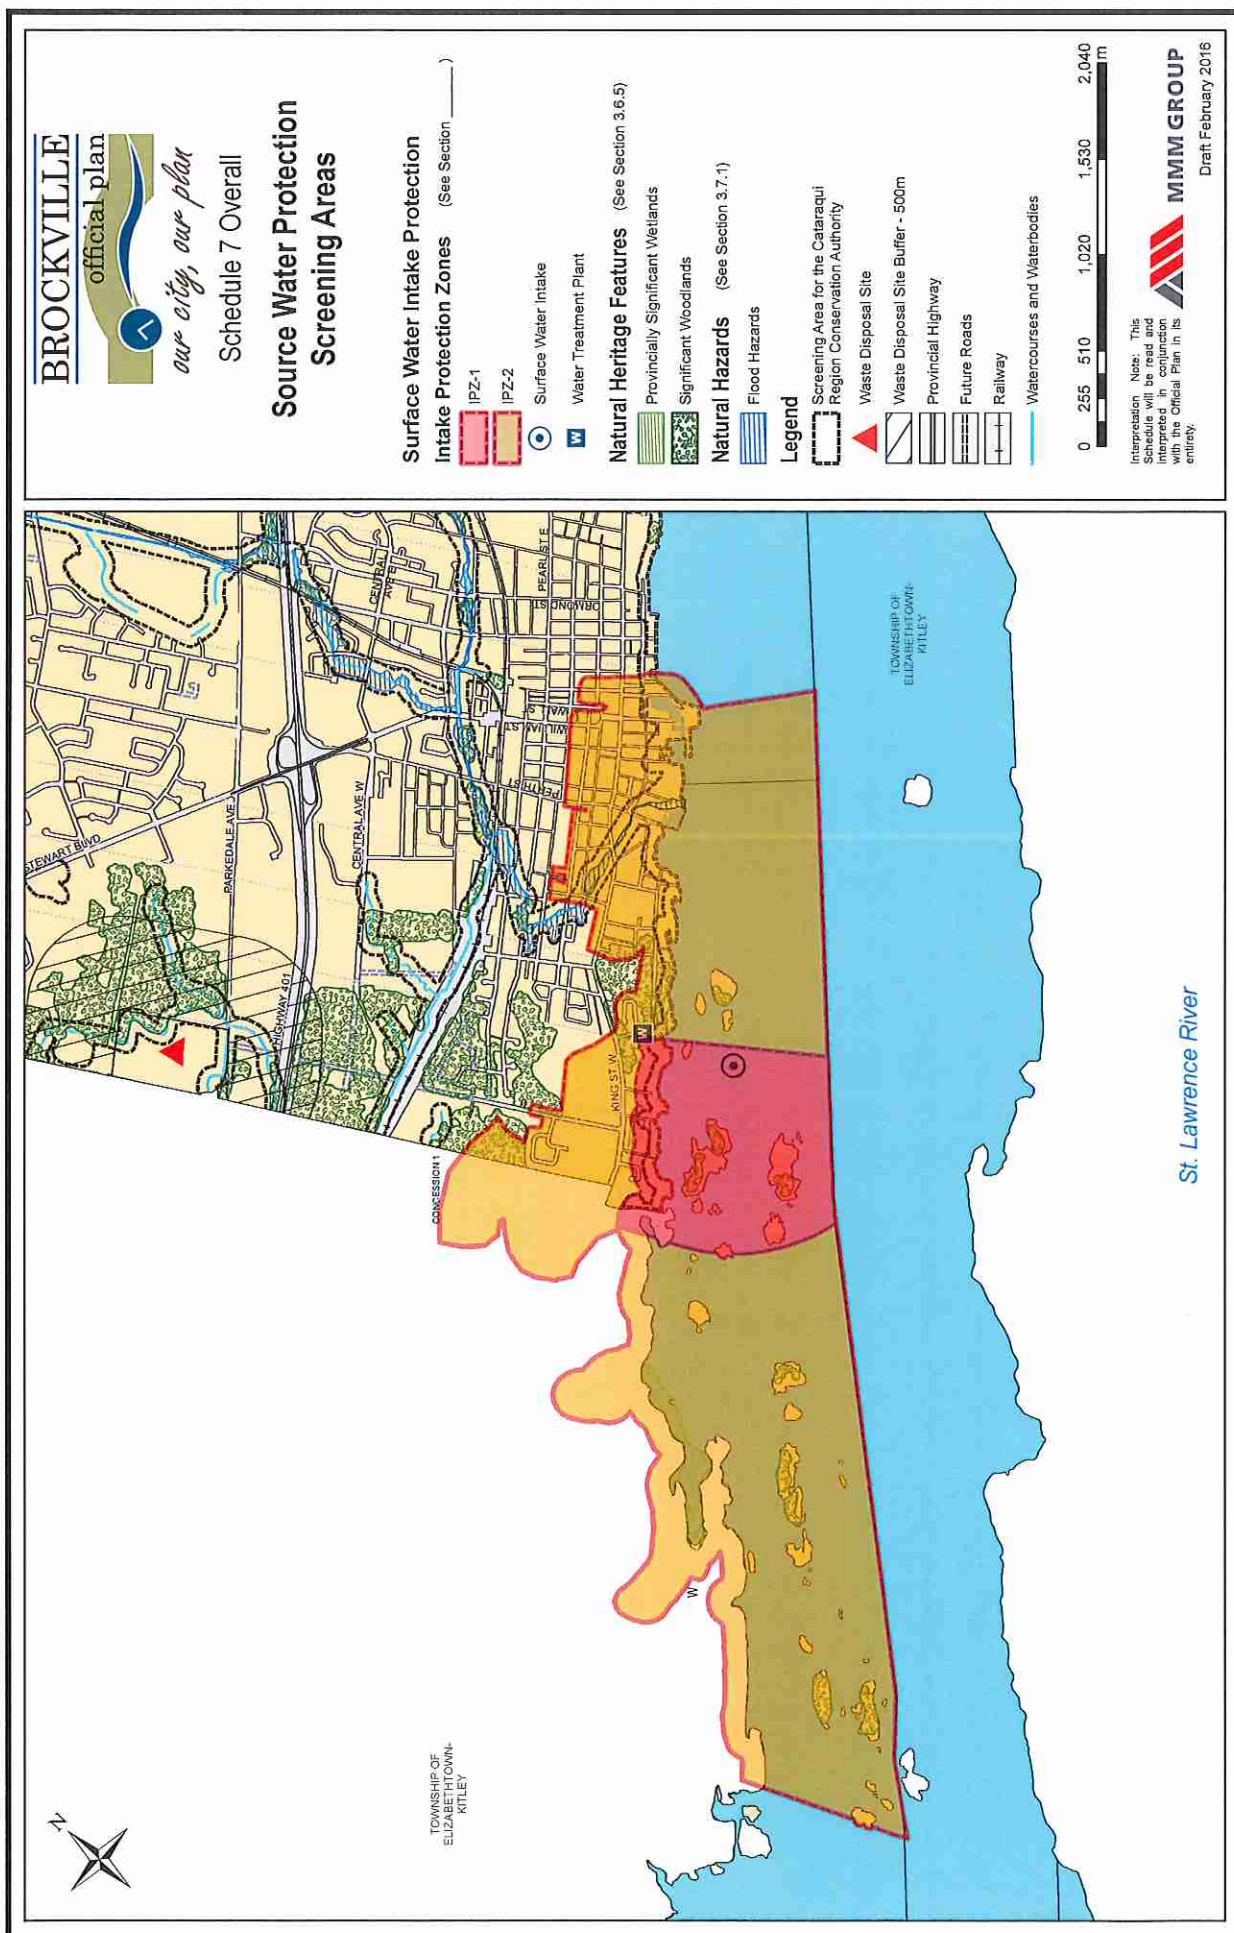 BROCKVILLE
official plan
our city, our plan
Schedule 7 Overall
Source Water Protection
Screening Areas
Surface Water Intake Protection
Intake Protection Zones (See Section _____ )
IPZ-1
IPZ-2
Surface Water Intake
W Water Treatment Plant
Natural Heritage Features (See Section 3.6.5)
Provincially Significant Wetlands
Significant Woodlands
Natural Hazards (See Section 3.7.1)
Flood Hazards
Legend
Screening Area for the Cataraqui
Region Conservation Authority
Waste Disposal Site
Waste Disposal Site Buffer - 500m
Provincial Highway
Future Roads
Railway
Watercourses and Waterbodies
0 255 510 1,020 1,530 2,040
m
Interpretation Note: This
Schedule will be read and
interpreted in conjunction
with the Official Plan in its
entirety.
MMM GROUP
Draft February 2016
N
TOWNSHIP OF
ELIZABETHTOWN-
KITLEY
CONCESSION 1
STEWART BLVD
PARKEDALE AVE
HIGHWAY 401
CENTRAL AVE W
CENTRAL
AVE E
PEARL ST E
ORMOND ST
WALL ST
WILLIAM ST
PERTH ST
KING ST W
W
W
TOWNSHIP OF
ELIZABETHTOWN-
KITLEY
St. Lawrence River